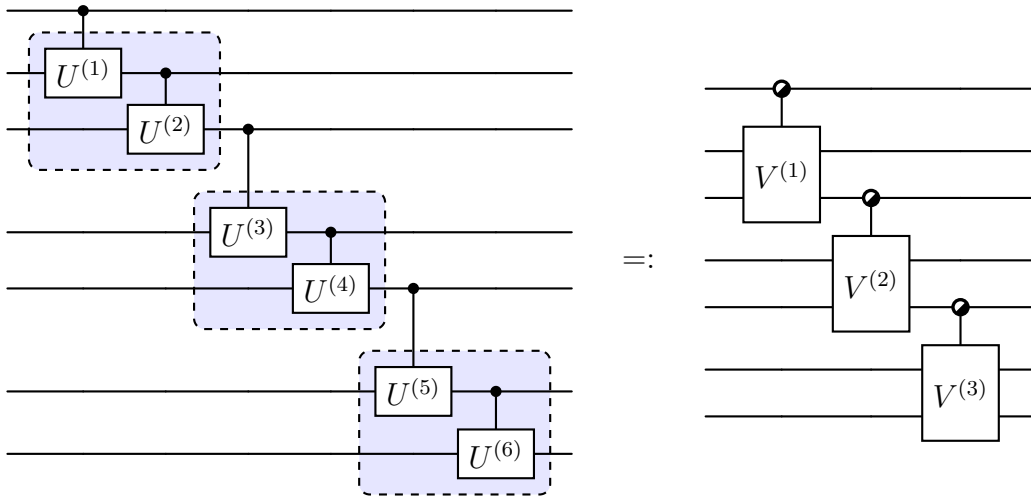 U^{(1)}
U^{(2)}
U^{(3)}
U^{(4)}
U^{(5)}
U^{(6)}
=:
V^{(1)}
V^{(2)}
V^{(3)}